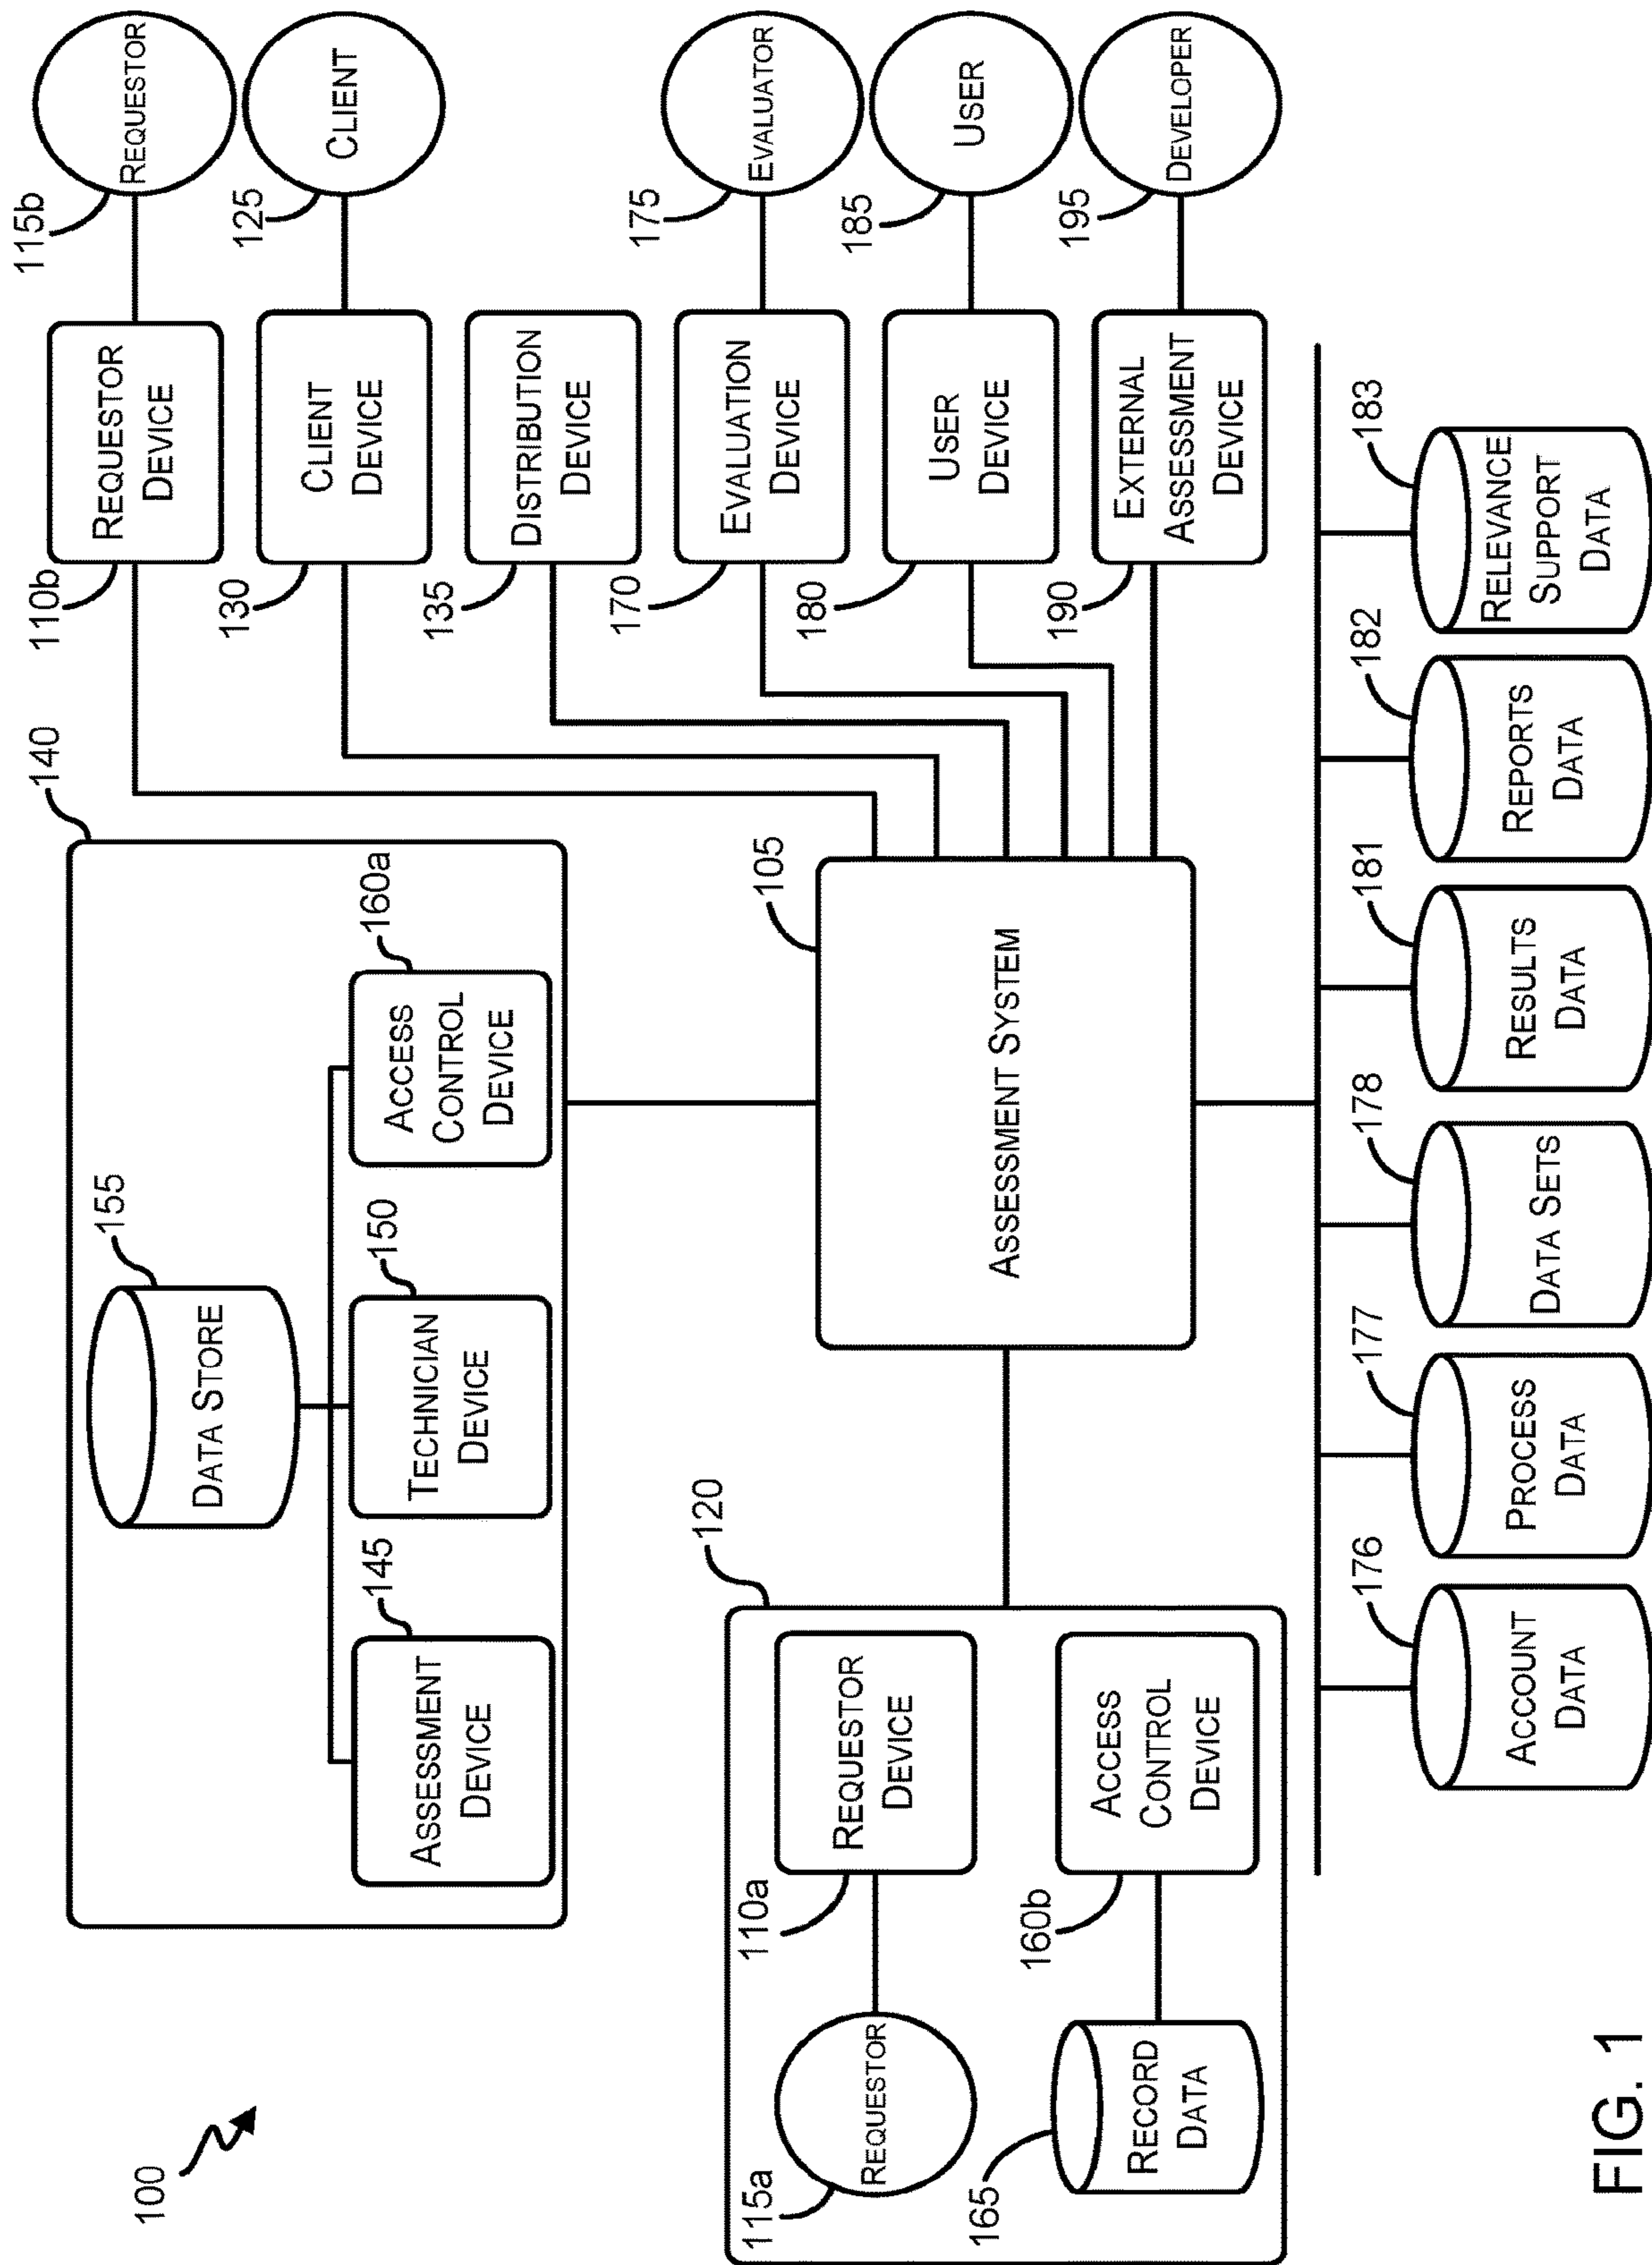 100
140
155
DATA STORE
145
150
160a
ASSESSMENT
DEVICE
TECHNICIAN
DEVICE
ACCESS
CONTROL
DEVICE
115b
REQUESTOR
110b
REQUESTOR
DEVICE
125
CLIENT
130
CLIENT
DEVICE
135
DISTRIBUTION
DEVICE
175
EVALUATOR
170
EVALUATION
DEVICE
185
USER
180
USER
DEVICE
195
DEVELOPER
190
EXTERNAL
ASSESSMENT
DEVICE
105
ASSESSMENT SYSTEM
120
115a
REQUESTOR
110a
REQUESTOR
DEVICE
165
RECORD
DATA
160b
ACCESS
CONTROL
DEVICE
176
ACCOUNT
DATA
177
PROCESS
DATA
178
DATA SETS
181
RESULTS
DATA
182
REPORTS
DATA
183
RELEVANCE
SUPPORT
DATA
FIG. 1